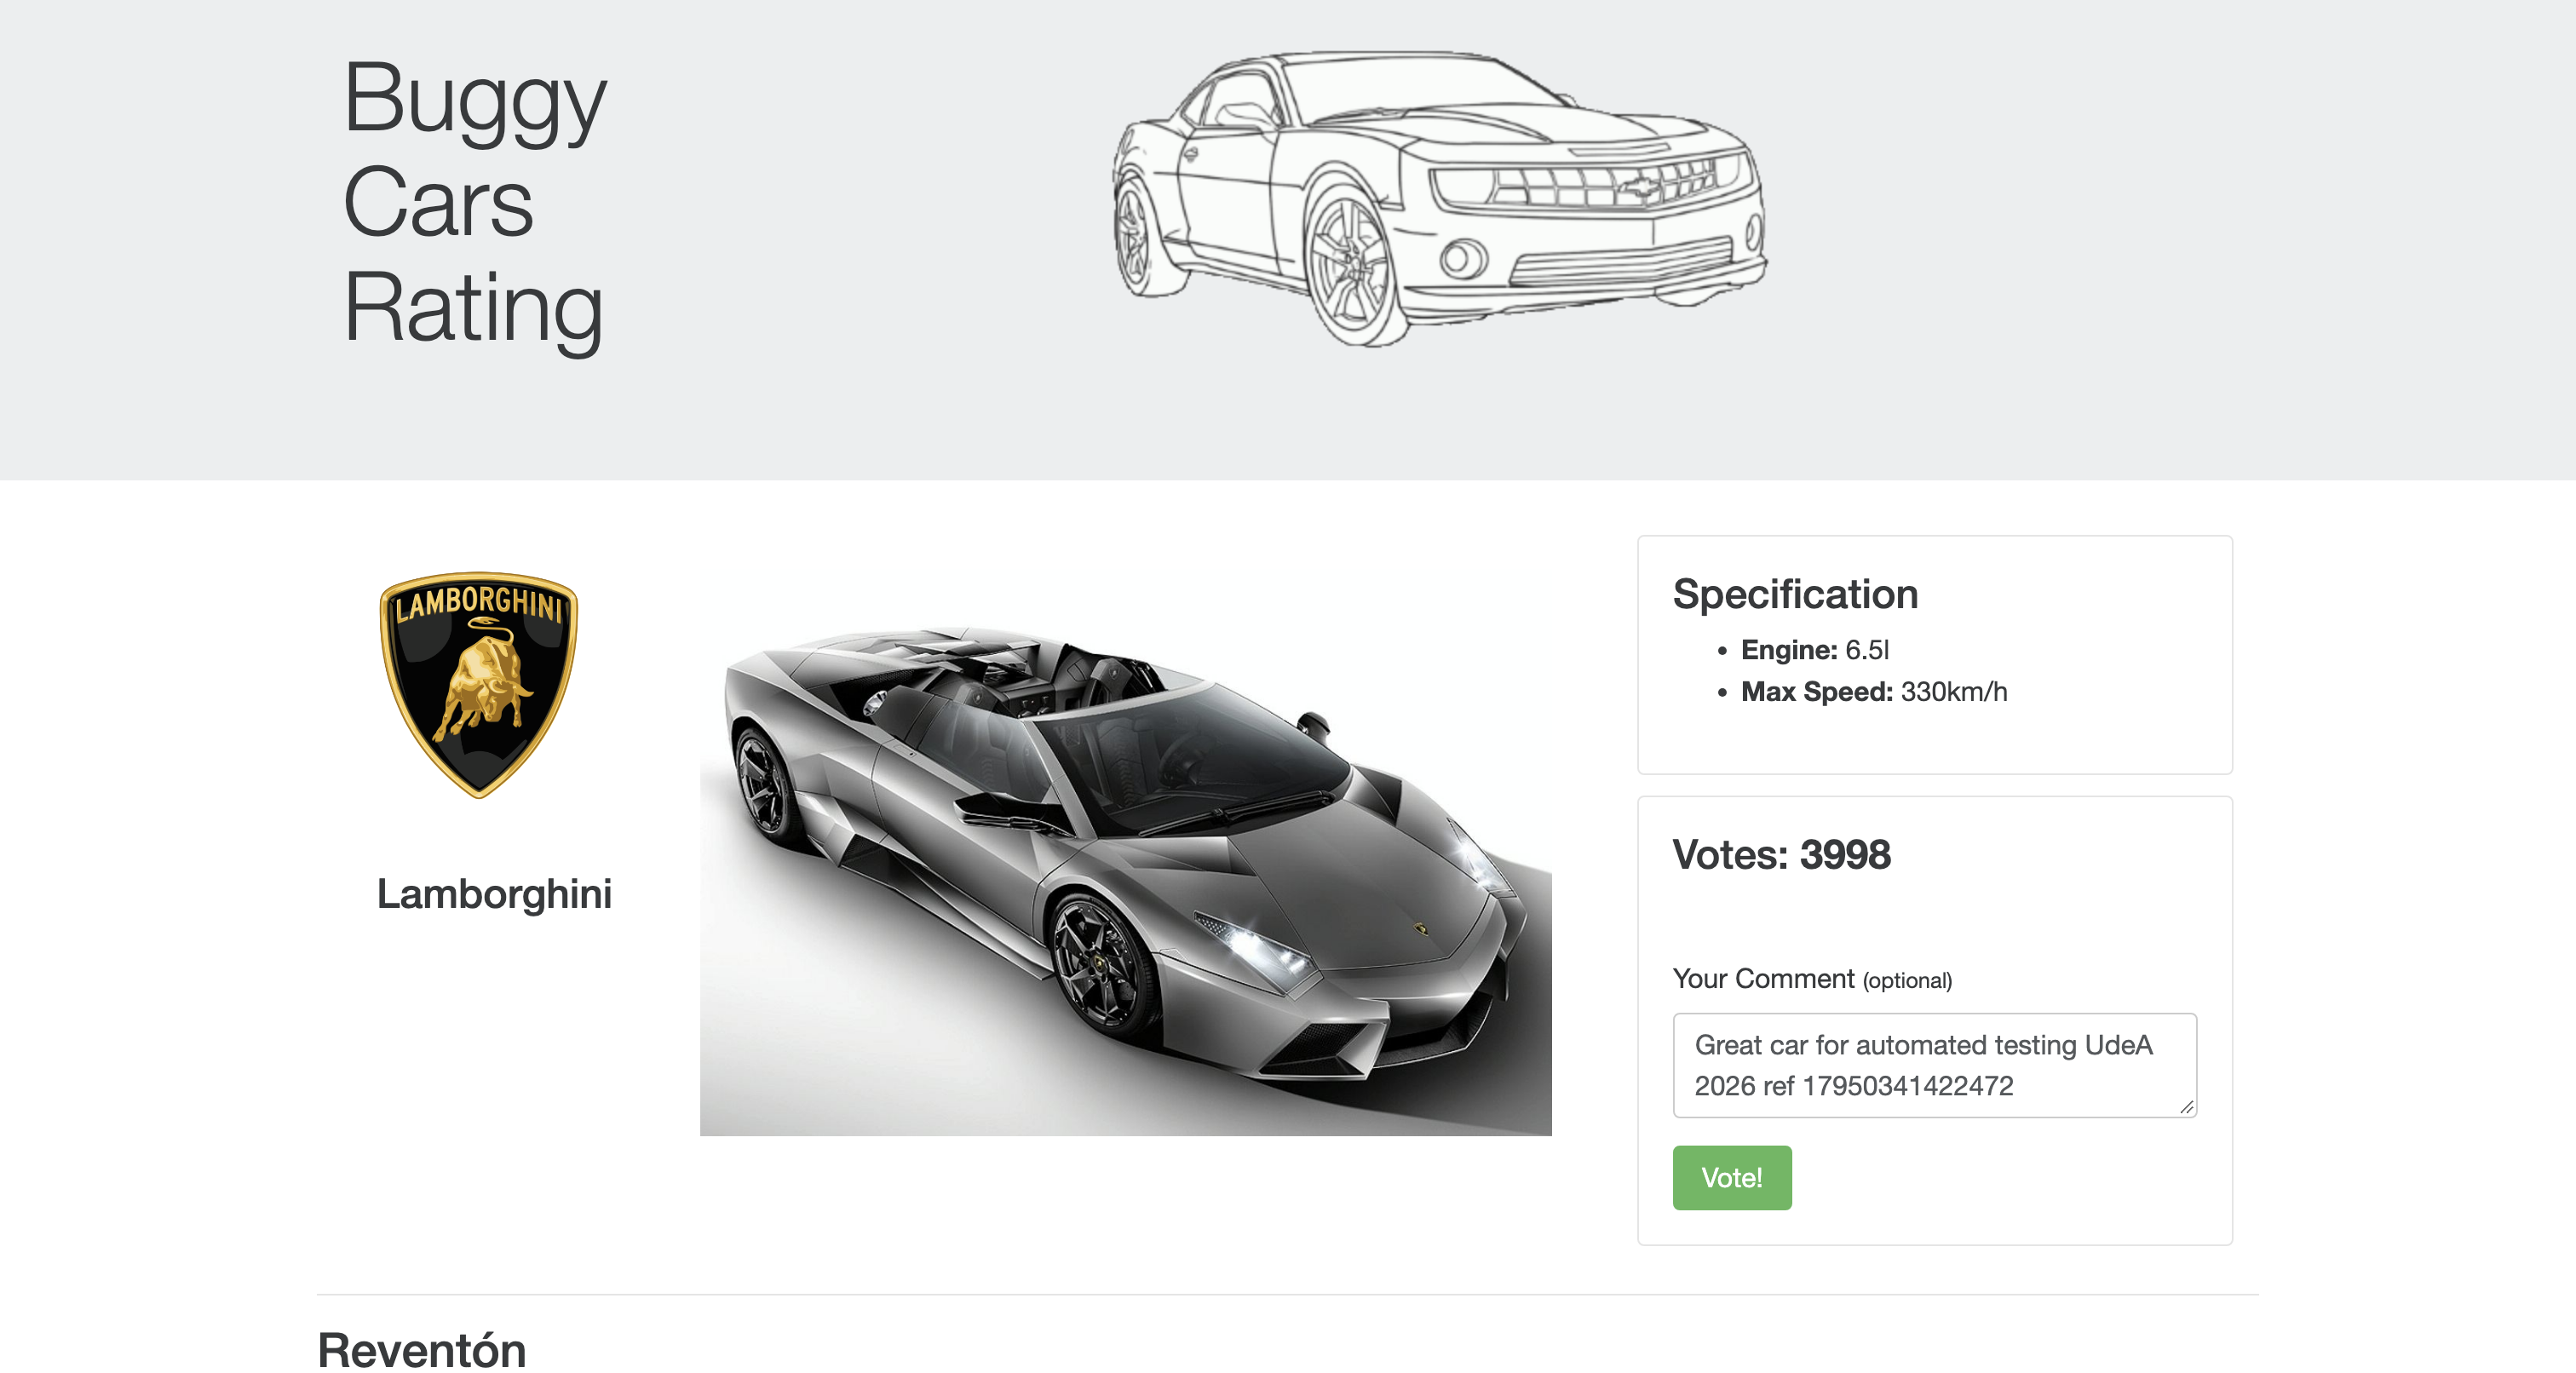 Buggy
Cars
Rating
LAMBORGHINI
Lamborghini
Specification
Engine: 6.5l
Max Speed: 330km/h
Votes: 3998
Your Comment (optional)
Great car for automated testing UdeA
2026 ref 17950341422472
Vote!
Reventón